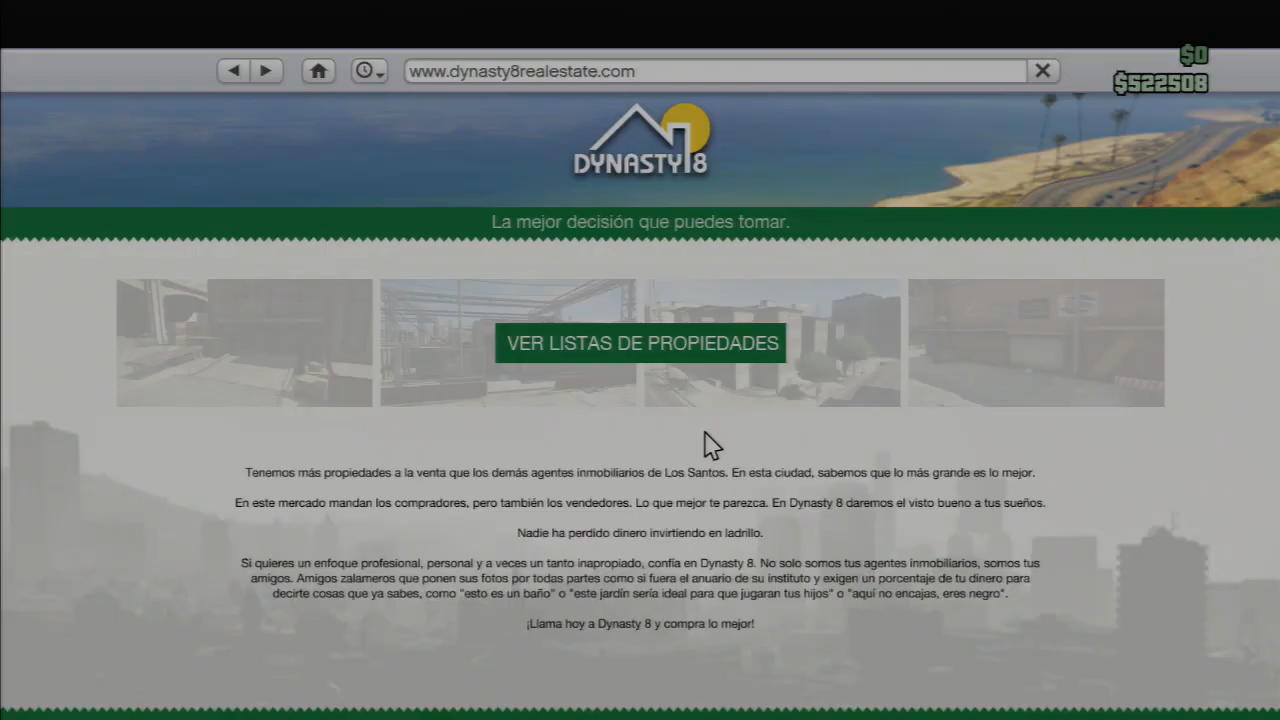 $0
www.dynasty8realestate.com
$522508
DYNASTY 8
La mejor decisión que puedes tomar.
VER LISTAS DE PROPIEDADES
Tenemos más propiedades a la venta que los demás agentes inmobiliarios de Los Santos. En esta ciudad, sabemos que lo más grande es lo mejor.
En este mercado mandan los compradores, pero también los vendedores. Lo que mejor te parezca. En Dynasty 8 daremos el visto bueno a tus sueños.
Nadie ha perdido dinero invirtiendo en ladrillo.
Si quieres un enfoque profesional, personal y a veces un tanto inapropiado, confía en Dynasty 8. No solo somos tus agentes inmobiliarios, somos tus
amigos. Amigos zalameros que ponen sus fotos por todas partes como si fuera el anuario de su instituto y exigen un porcentaje de tu dinero para
decirte cosas que ya sabes, como "esto es un baño" o "este jardín sería ideal para que jugaran tus hijos" o "aquí no encajas, eres negro".
¡Llama hoy a Dynasty 8 y compra lo mejor!